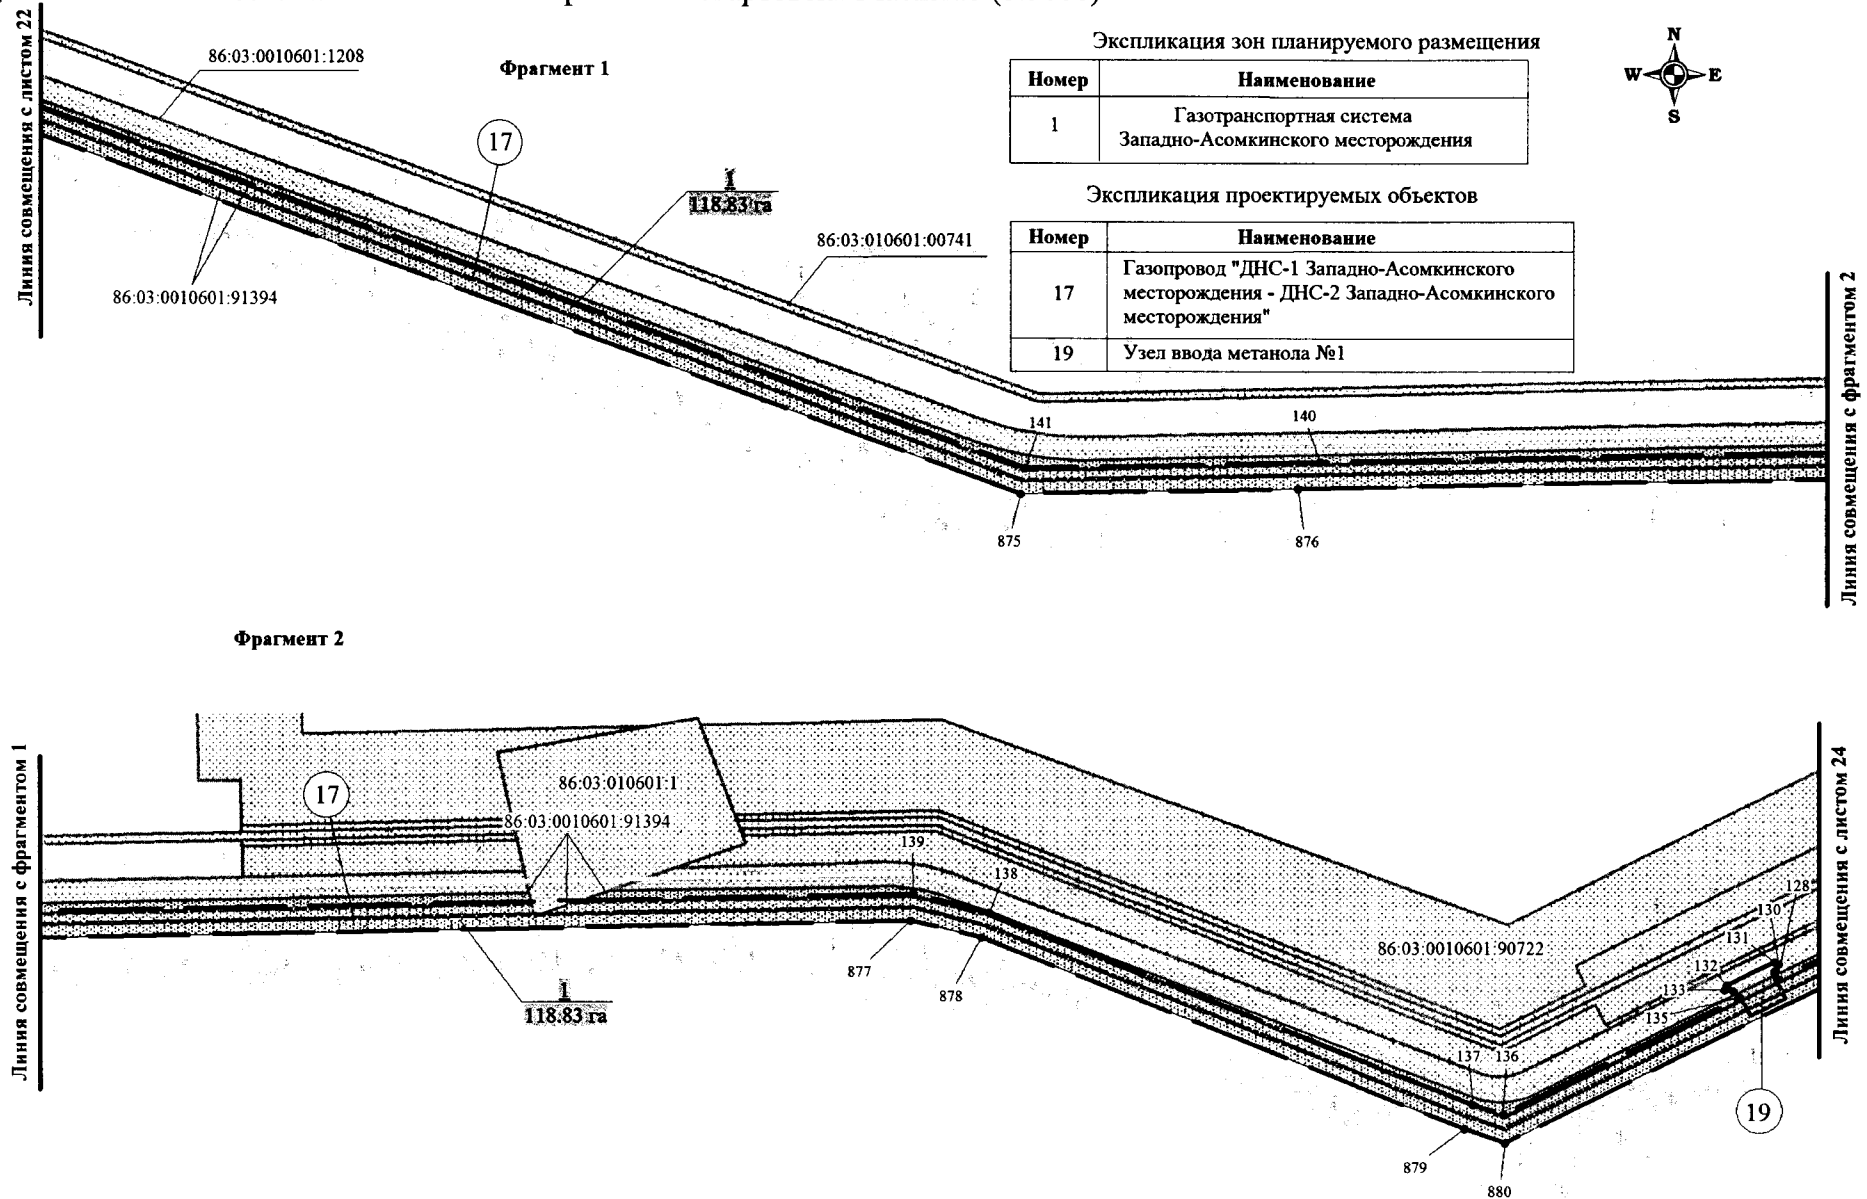 Линия совмещения с листом 22
86:03:0010601:1208
Фрагмент 1
17
1
118.83 га
86:03:010601:00741
86:03:0010601:91394
Экспликация зон планируемого размещения
Номер Наименование
1 Газотранспортная система
Западно-Асомкинского месторождения
N
W E
S
Экспликация проектируемых объектов
Номер Наименование
17 Газопровод "ДНС-1 Западно-Асомкинского
месторождения - ДНС-2 Западно-Асомкинского
месторождения"
19 Узел ввода метанола №1
141
140
875
876
Линия совмещения с фрагментом 2
Фрагмент 2
Линия совмещения с фрагментом 1
17
86:03:010601:1
86:03:0010601:91394
139
138
877
878
1
118.83 га
86:03:0010601:90722
128
130
131
132
133
135
137
136
19
879
880
Линия совмещения с листом 24